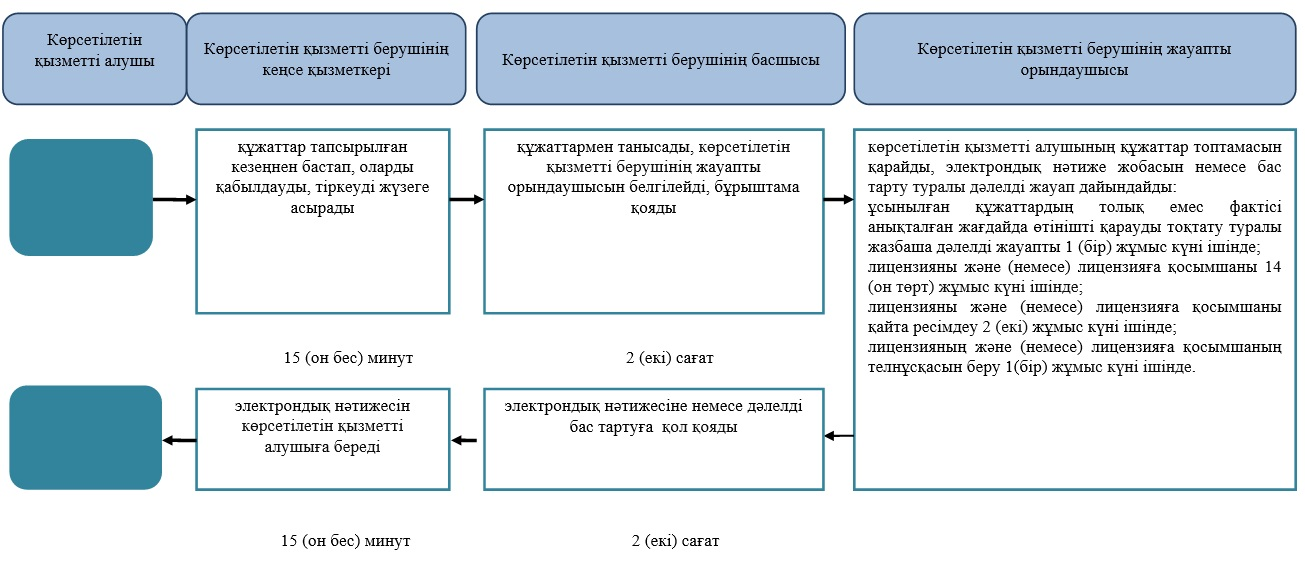 Көрсетілетін
қызметті алушы
Көрсетілетін қызметті берушінің
кеңсе қызметкері
Көрсетілетін қызметті берушінің басшысы
Көрсетілетін қызметті берушінің жауапты
орындаушысы
құжаттар тапсырылған
кезеңнен бастап, оларды
қабылдауды, тіркеуді жүзеге
асырады
құжаттармен танысады, көрсетілетін
қызметті берушінің жауапты
орындаушысын белгілейді, бұрыштама
қояды
көрсетілетін қызметті алушының құжаттар топтамасын
қарайды, электрондық нәтиже жобасын немесе бас
тарту туралы дәлелді жауап дайындайды:
ұсынылған құжаттардың толық емес фактісі
анықталған жағдайда өтінішті қарауды тоқтату туралы
жазбаша дәлелді жауапты 1 (бір) жұмыс күні ішінде;
лицензияны және (немесе) лицензияға қосымшаны 14
(он төрт) жұмыс күні ішінде;
лицензияны және (немесе) лицензияға қосымшаны
қайта ресімдеу 2 (екі) жұмыс күні ішінде;
лицензияның және (немесе) лицензияға қосымшаның
телнұсқасын беру 1(бір) жұмыс күні ішінде.
15 (он бес) минут
2 (екі) сағат
электрондық нәтижесін
көрсетілетін қызметті
алушыға береді
электрондық нәтижесіне немесе дәлелді
бас тартуға қол қояды
15 (он бес) минут
2 (екі) сағат